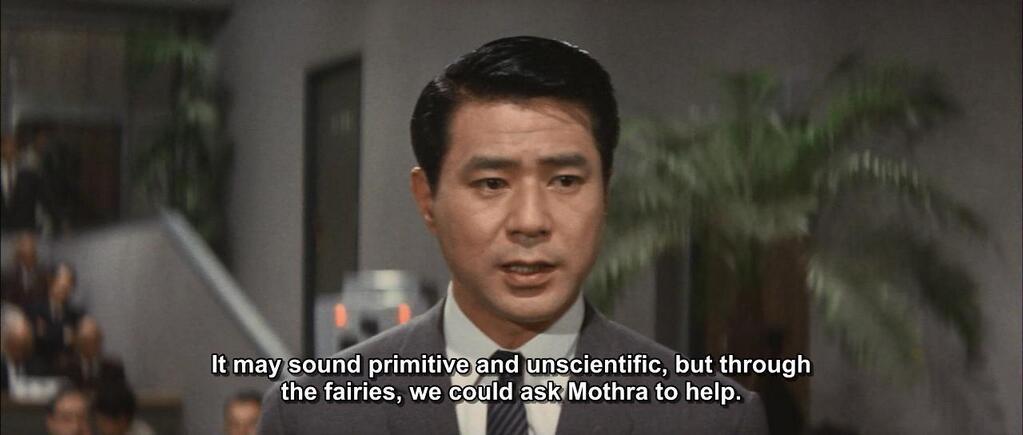 It may sound primitive and unscientific, but through
the fairies, we could ask Mothra to help.